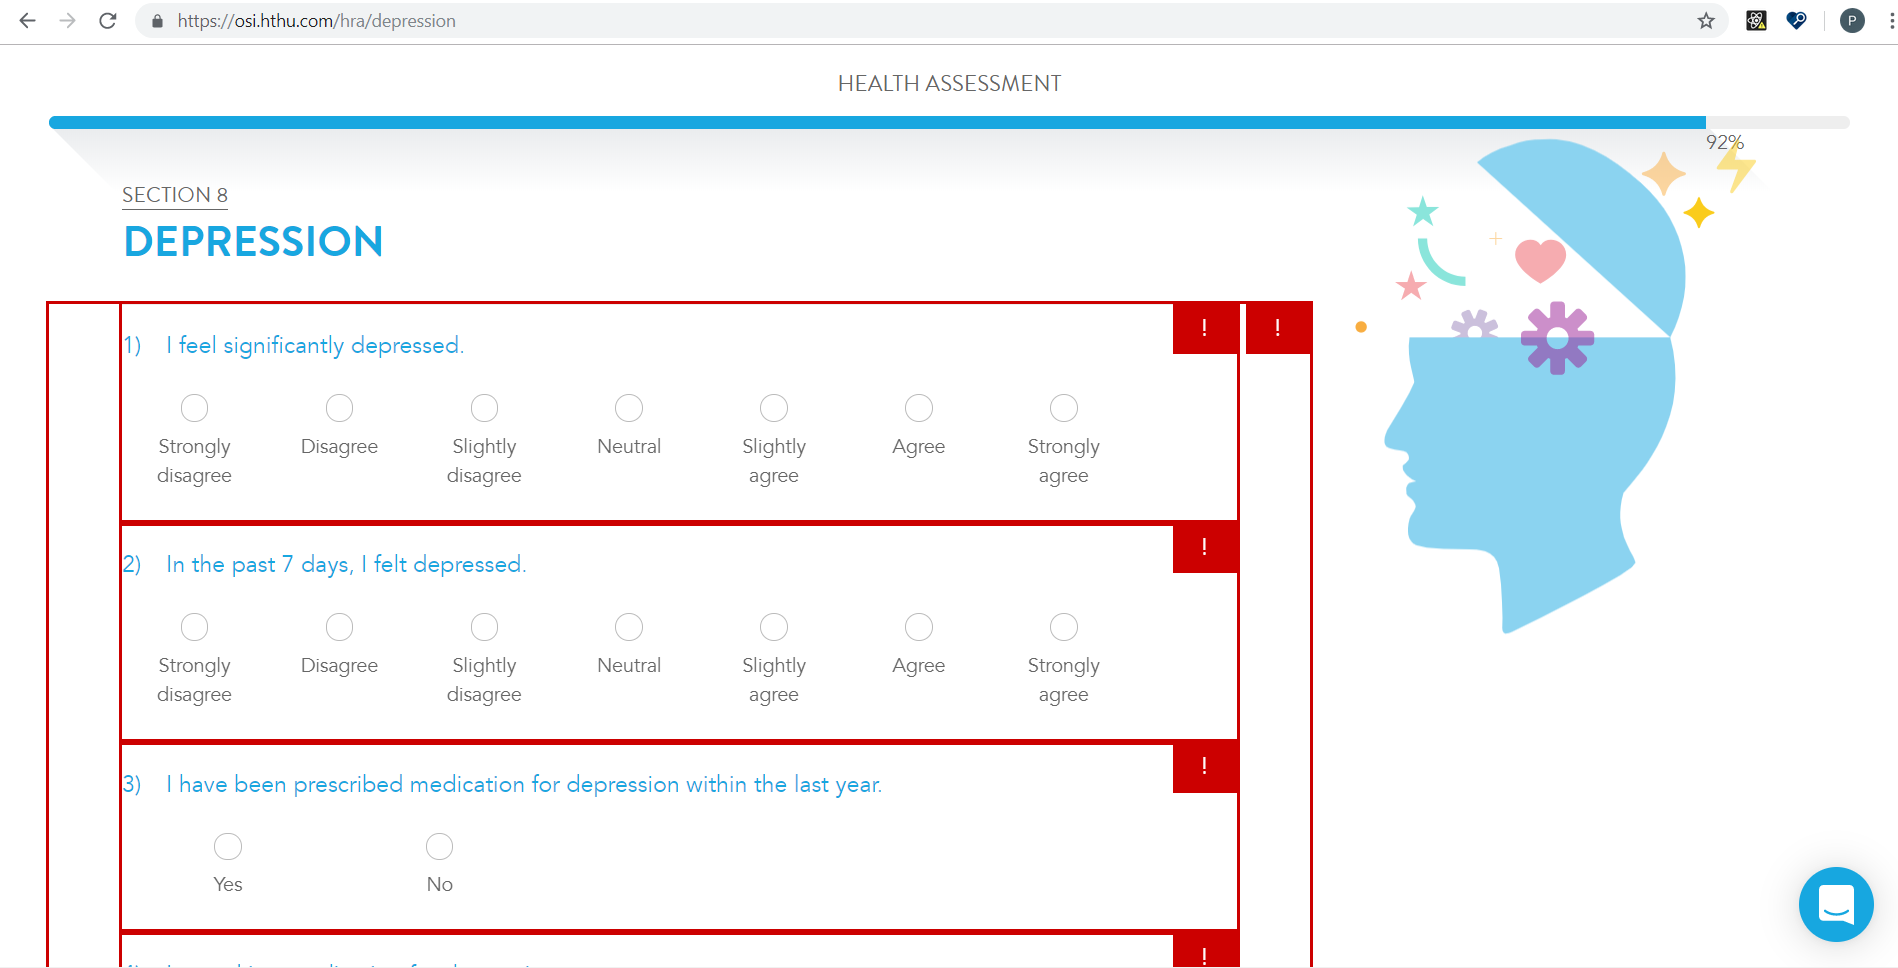 https://osi.hthu.com/hra/depression
P
HEALTH ASSESSMENT
92%
SECTION 8
DEPRESSION
! !
1) I feel significantly depressed.
Strongly disagree
Disagree
Slightly disagree
Neutral
Slightly agree
Agree
Strongly agree
!
2) In the past 7 days, I felt depressed.
Strongly disagree
Disagree
Slightly disagree
Neutral
Slightly agree
Agree
Strongly agree
!
3) I have been prescribed medication for depression within the last year.
Yes
No
!